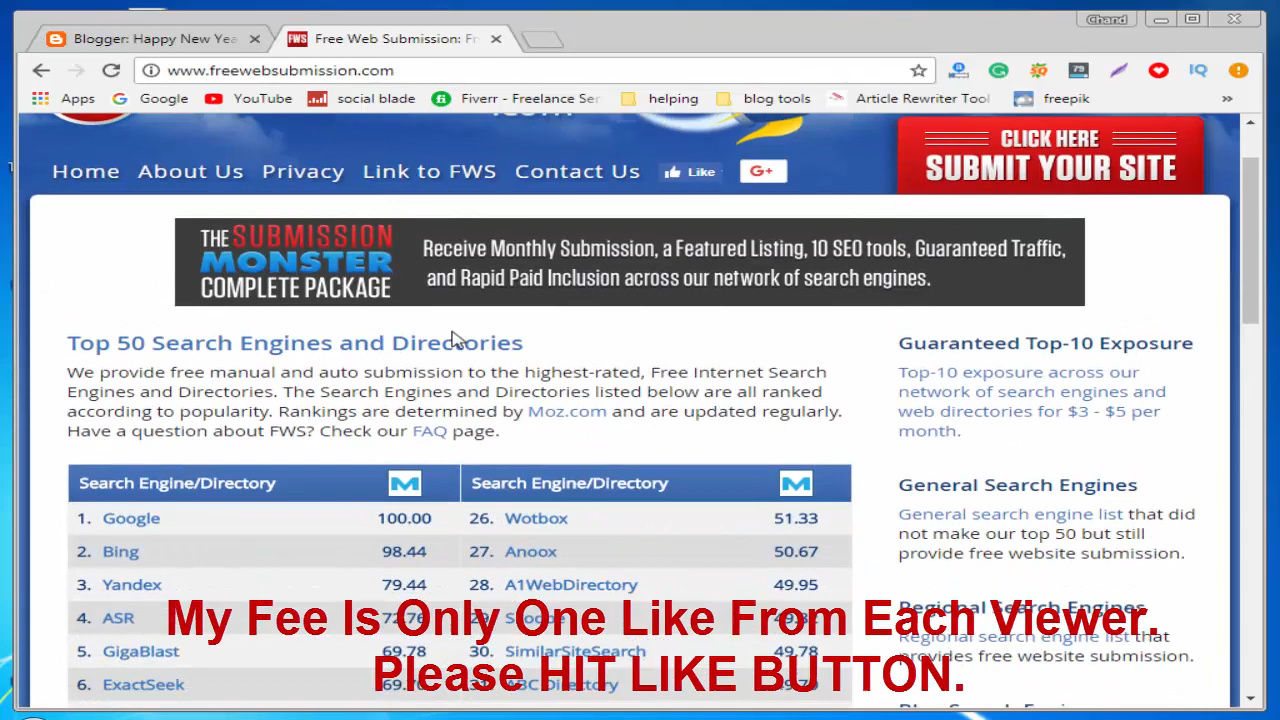 Chand
Blogger: Happy New Yea
FWS Free Web Submission: Fr
www.freewebsubmission.com
75
IQ
Apps
Google
YouTube
social blade
Fiverr - Freelance Ser
helping
blog tools
Article Rewriter Tool
freepik
»
Home About Us Privacy Link to FWS Contact Us
Like
G+
CLICK HERE
SUBMIT YOUR SITE
THE SUBMISSION
MONSTER
COMPLETE PACKAGE
Receive Monthly Submission, a Featured Listing, 10 SEO tools, Guaranteed Traffic,
and Rapid Paid Inclusion across our network of search engines.
Top 50 Search Engines and Directories
We provide free manual and auto submission to the highest-rated, Free Internet Search
Engines and Directories. The Search Engines and Directories listed below are all ranked
according to popularity. Rankings are determined by Moz.com and are updated regularly.
Have a question about FWS? Check our FAQ page.
Search Engine/Directory M Search Engine/Directory M
1. Google 100.00 26. Wotbox 51.33
2. Bing 98.44 27. Anoox 50.67
3. Yandex 79.44 28. A1WebDirectory 49.95
4. ASR 72.76
5. GigaBlast 69.78 30. SimilarSiteSearch 49.78
6. ExactSeek
Guaranteed Top-10 Exposure
Top-10 exposure across our
network of search engines and
web directories for $3 - $5 per
month.
General Search Engines
General search engine list that did
not make our top 50 but still
provide free website submission.
Regional Search Engines
Regional search engine list that
provides free website submission.
My Fee Is Only One Like From Each Viewer.
Please HIT LIKE BUTTON.